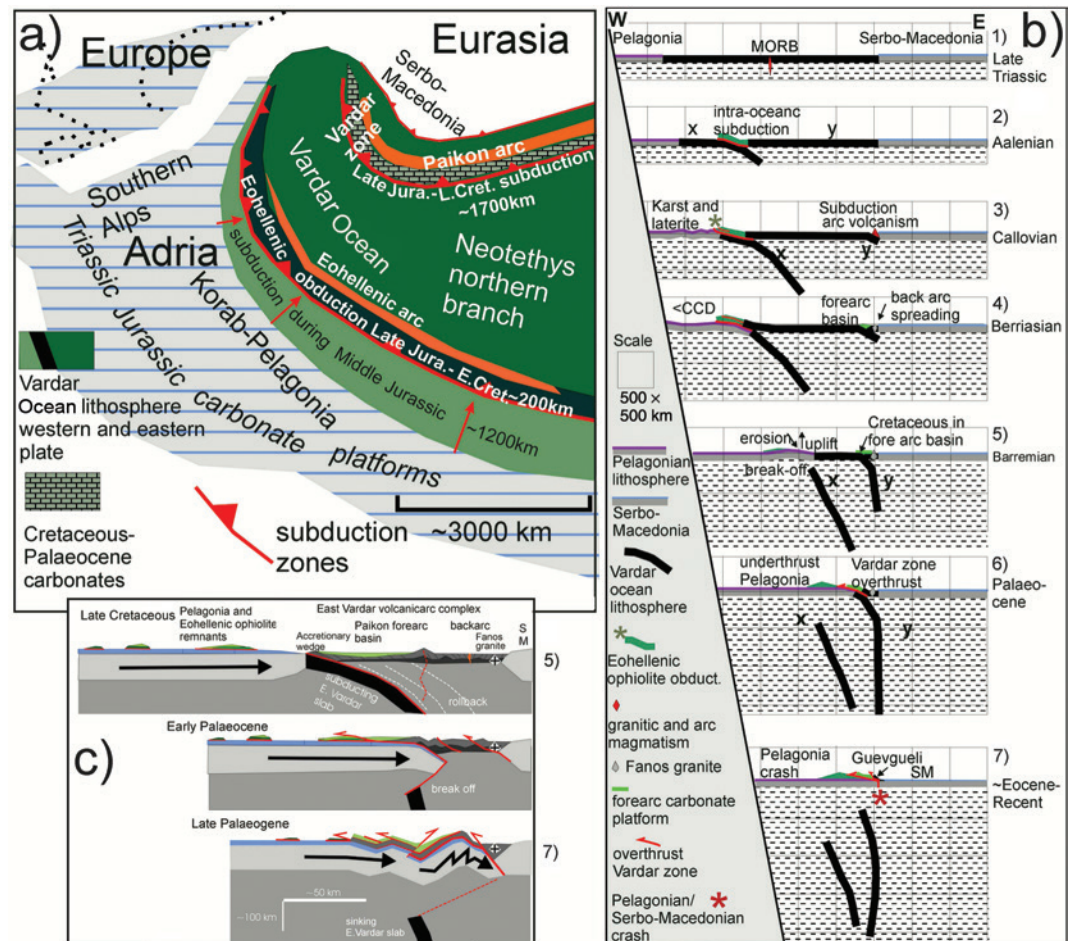 a)
Europe
Eurasia
Serbo-
Macedonia
Vardar
zone
Paikon arc
Late Jura.-L.Cret. subduction
~1700km
Vardar Ocean
Neotethys
northern
branch
Southern
Alps
Adria
Triassic Jurassic carbonate platforms
Korab-Pelagonia
Eohellenic obduction Late Jura.- E.Cret~200km
Eohellenic arc
subduction during Middle Jurassic
~1200km
Vardar
Ocean lithosphere
western and eastern
plate
Cretaceous-
Palaeocene
carbonates
subduction
zones
~3000 km
b)
W
E
Pelagonia
MORB
Serbo-Macedonia
1)
Late
Triassic
intra-oceanc
subduction
x
y
2)
Aalenian
Karst and
laterite
Subduction
arc volcanism
x
y
3)
Callovian
<CCD
forearc
basin
back arc
spreading
4)
Berriasian
erosion
uplift
break-off
Cretaceous in
fore arc basin
x
y
5)
Barremian
underthrust
Pelagonia
Vardar zone
overthrust
x
y
6)
Palaeo-
cene
Pelagonia
crash
Guevgueli
SM
7)
~Eocene-
Recent
Scale
500 ×
500 km
Pelagonian
lithosphere
Serbo-
Macedonia
Vardar
ocean
lithosphere
Eohellenic
ophiolite obduct.
granitic and arc
magmatism
Fanos granite
forearc carbonate
platform
overthrust
Vardar zone
Pelagonian/
Serbo-Macedonian
crash
c)
Late Cretaceous
Pelagonia and
Eohellenic ophiolite
remnants
East Vardar volcanicarc complex
Accretionary
wedge
Paikon forearc
basin
backarc
Fanos
granite
S
M
5)
subducting
E. Vardar
slab
rollback
Early Palaeocene
break off
Late Palaeogene
7)
~50 km
~100 km
sinking
E.Vardar slab